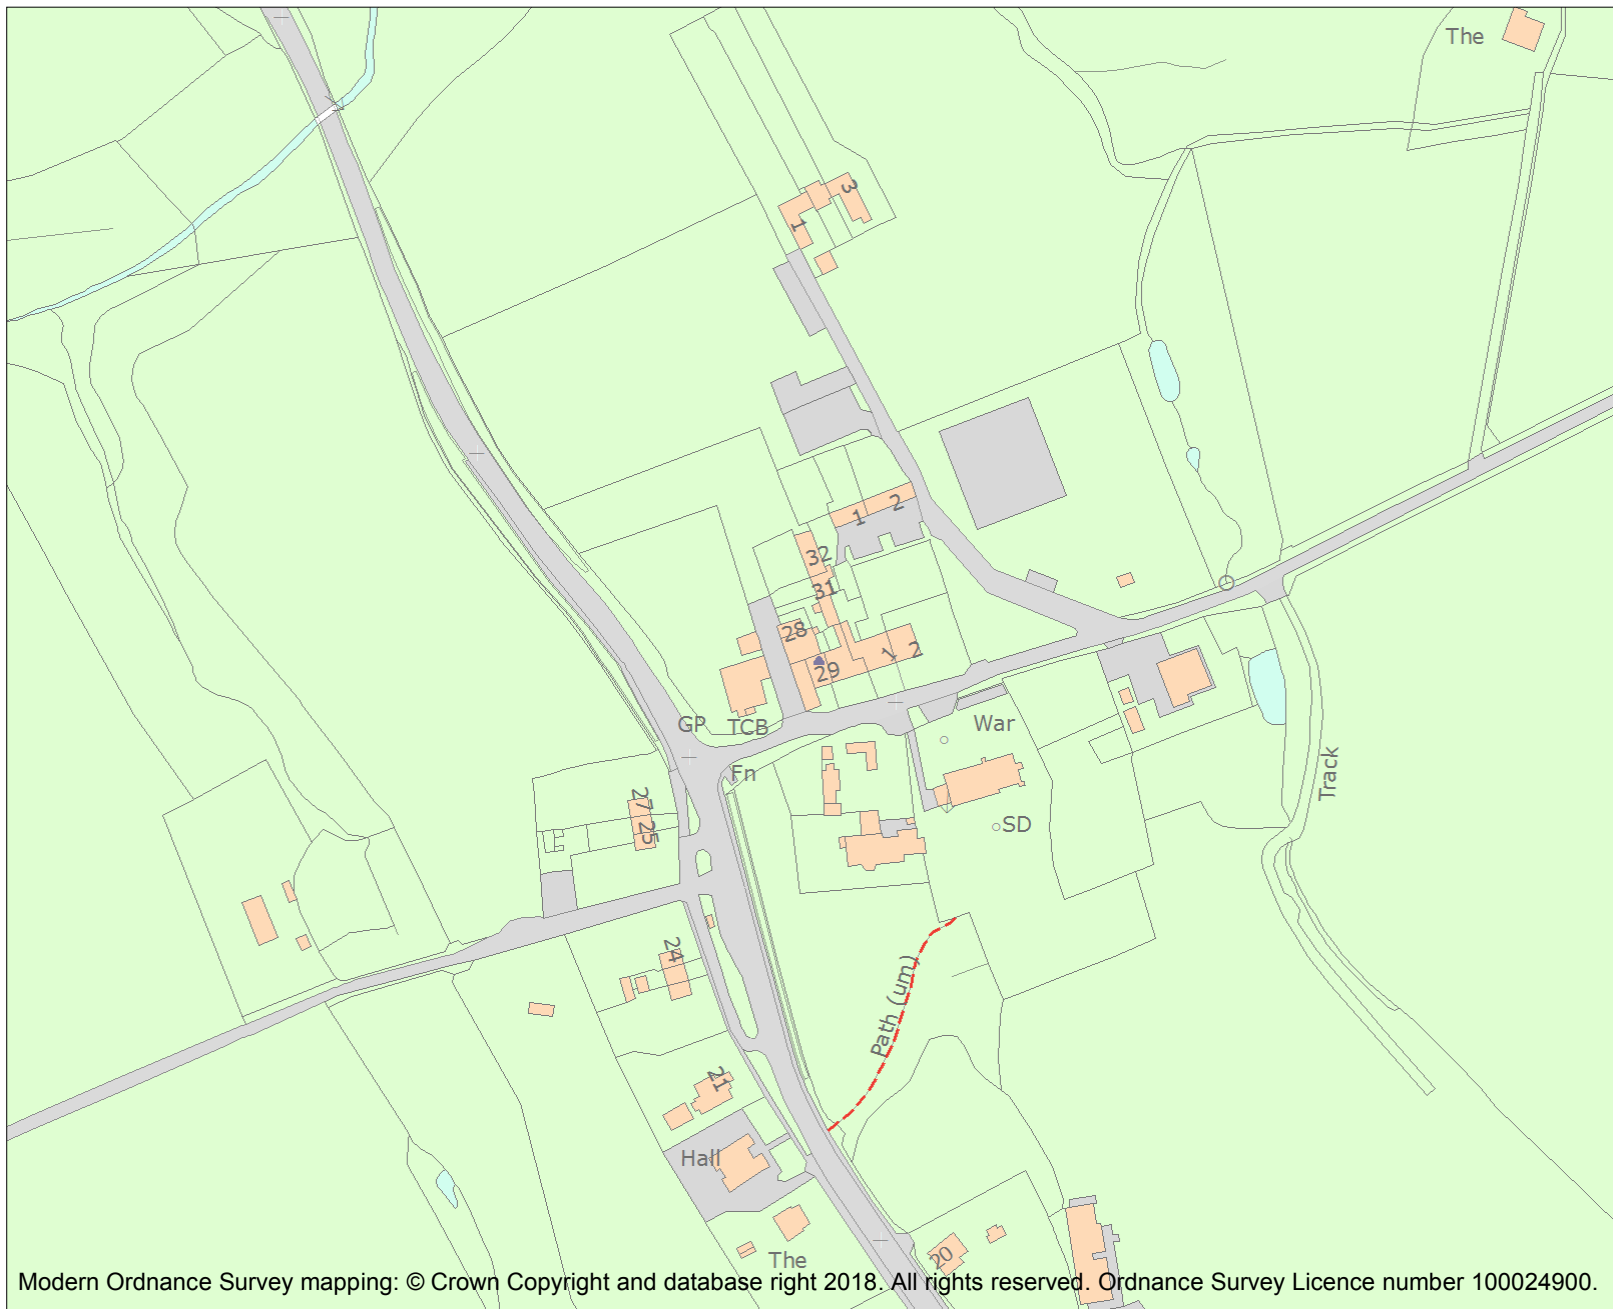 The
3
1
2
1
32
31
28
1 2
29
GP TCB
War
Fn
Track
27
25
SD
24
Path (um)
21
Hall
20
The
Modern Ordnance Survey mapping: © Crown Copyright and database right 2018. All rights reserved. Ordnance Survey Licence number 100024900.